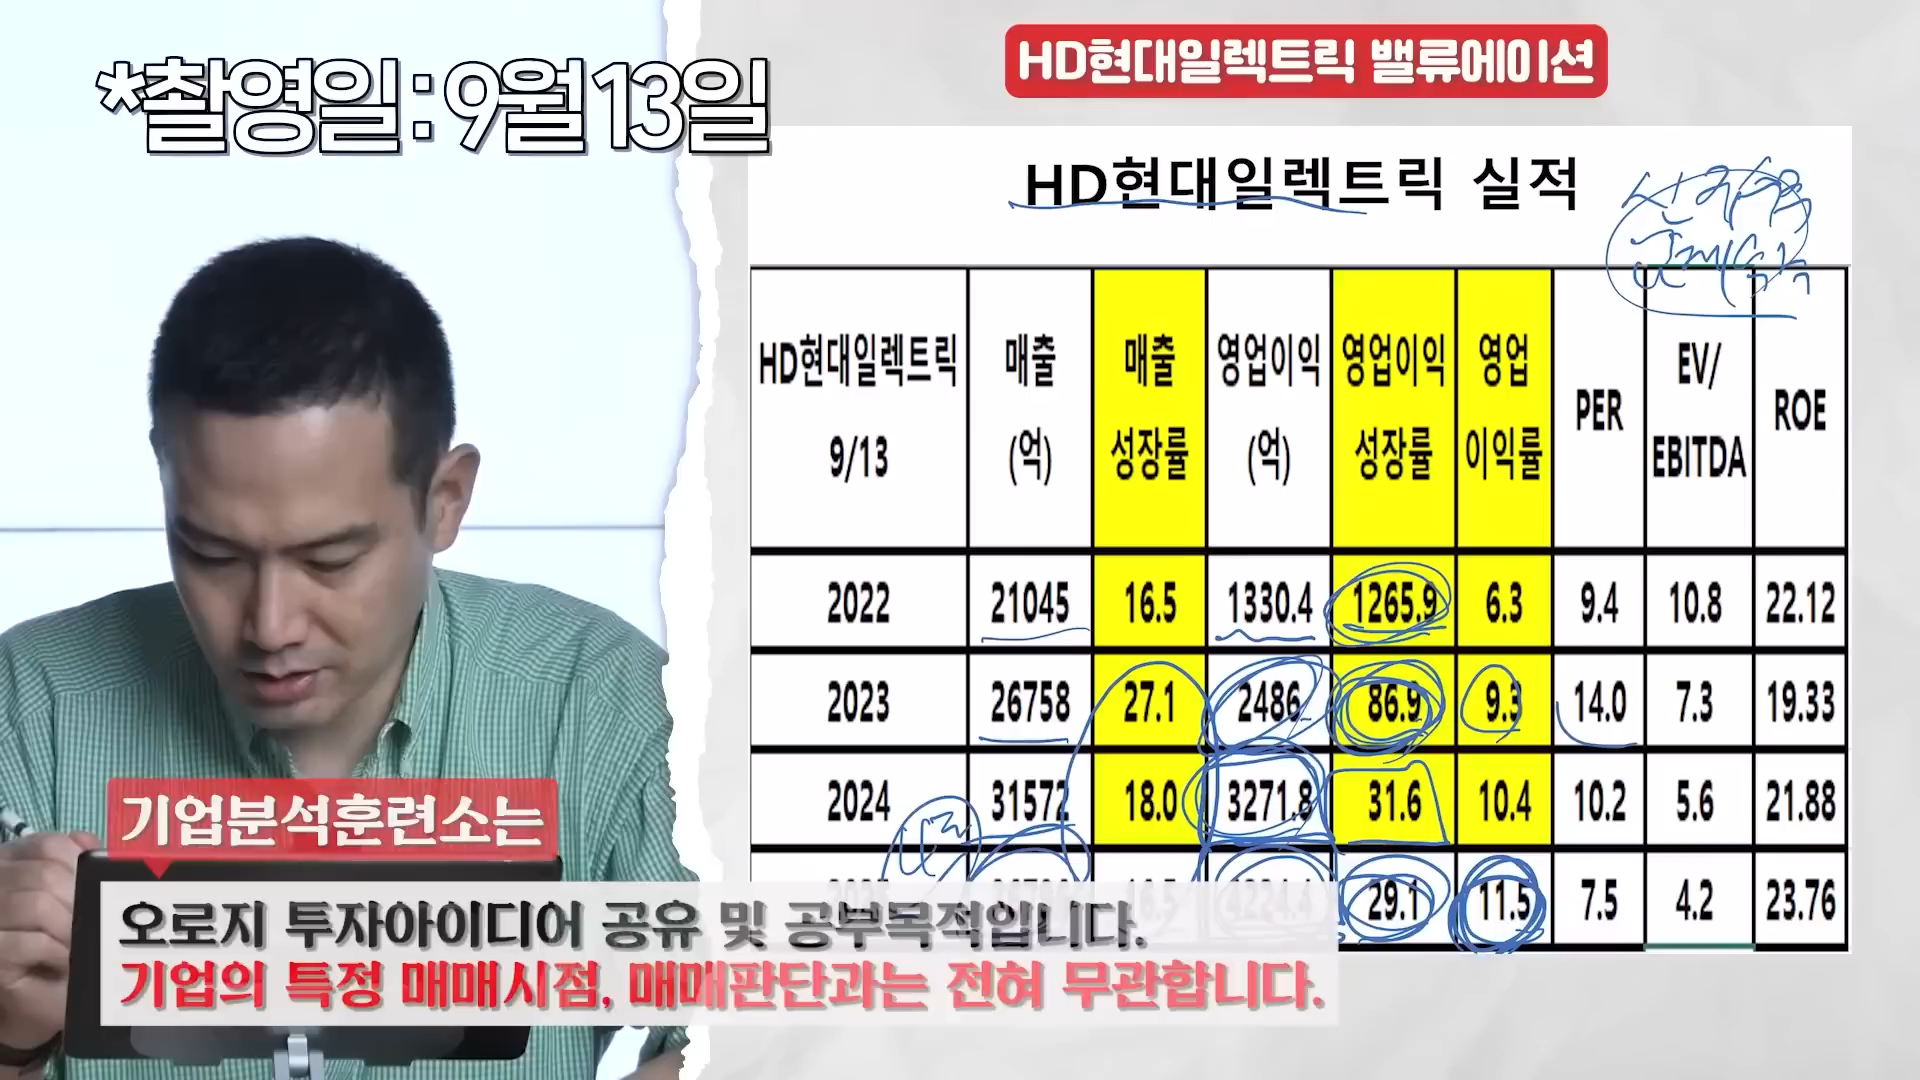 *촬영일: 9월 13일
HD현대일렉트릭 밸류에이션
HD현대일렉트릭 실적
HD현대일렉트릭 9/13 매출 (억) 매출 성장률 영업이익 (억) 영업이익 성장률 영업 이익률 PER EV/ EBITDA ROE
2022 21045 16.5 1330.4 1265.9 6.3 9.4 10.8 22.12
2023 26758 27.1 2486 86.9 9.3 14.0 7.3 19.33
2024 31572 18.0 3271.8 31.6 10.4 10.2 5.6 21.88
4224.4 29.1 11.5 7.5 4.2 23.76
기업분석훈련소는
오로지 투자아이디어 공유 및 공부목적입니다.
기업의 특정 매매시점, 매매판단과는 전혀 무관합니다.